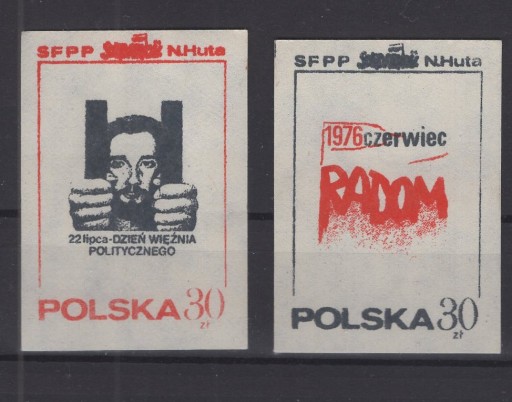 SFPP Solidarność N.Huta
22 lipca-DZIEŃ WIĘŹNIA
POLITYCZNEGO
POLSKA 30
zł
SFPP Solidarność N.Huta
1976 czerwiec
RADOM
POLSKA 30
zł